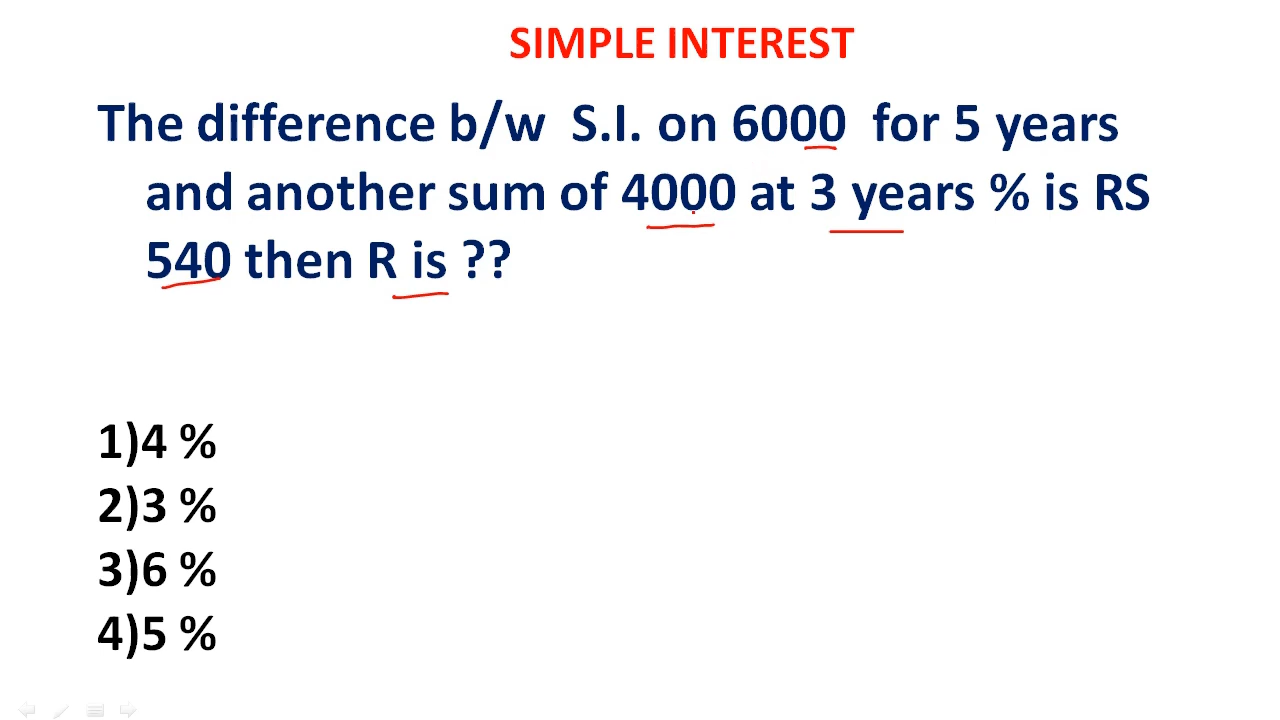 SIMPLE INTEREST
The difference b/w S.I. on 6000 for 5 years
and another sum of 4000 at 3 years % is RS
540 then R is ??
1)4 %
2)3 %
3)6 %
4)5 %